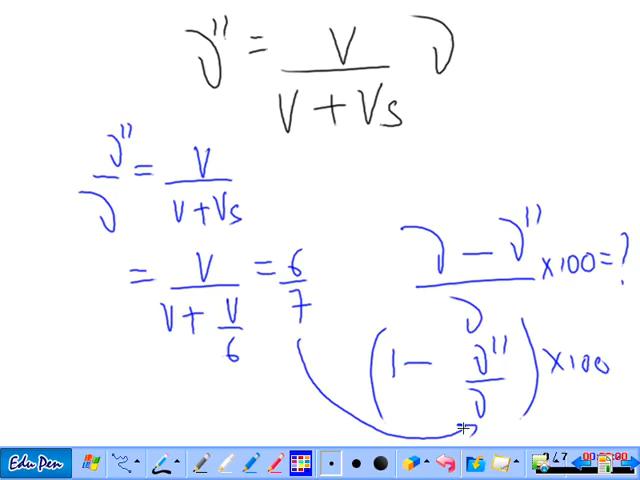 ν'' = V / (V + Vs) ν
ν''/ν = V / (V + Vs)
= V / (V + V/6) = 6/7
(ν − ν'')/ν × 100 = ?
(1 − ν''/ν) × 100
Edu Pen